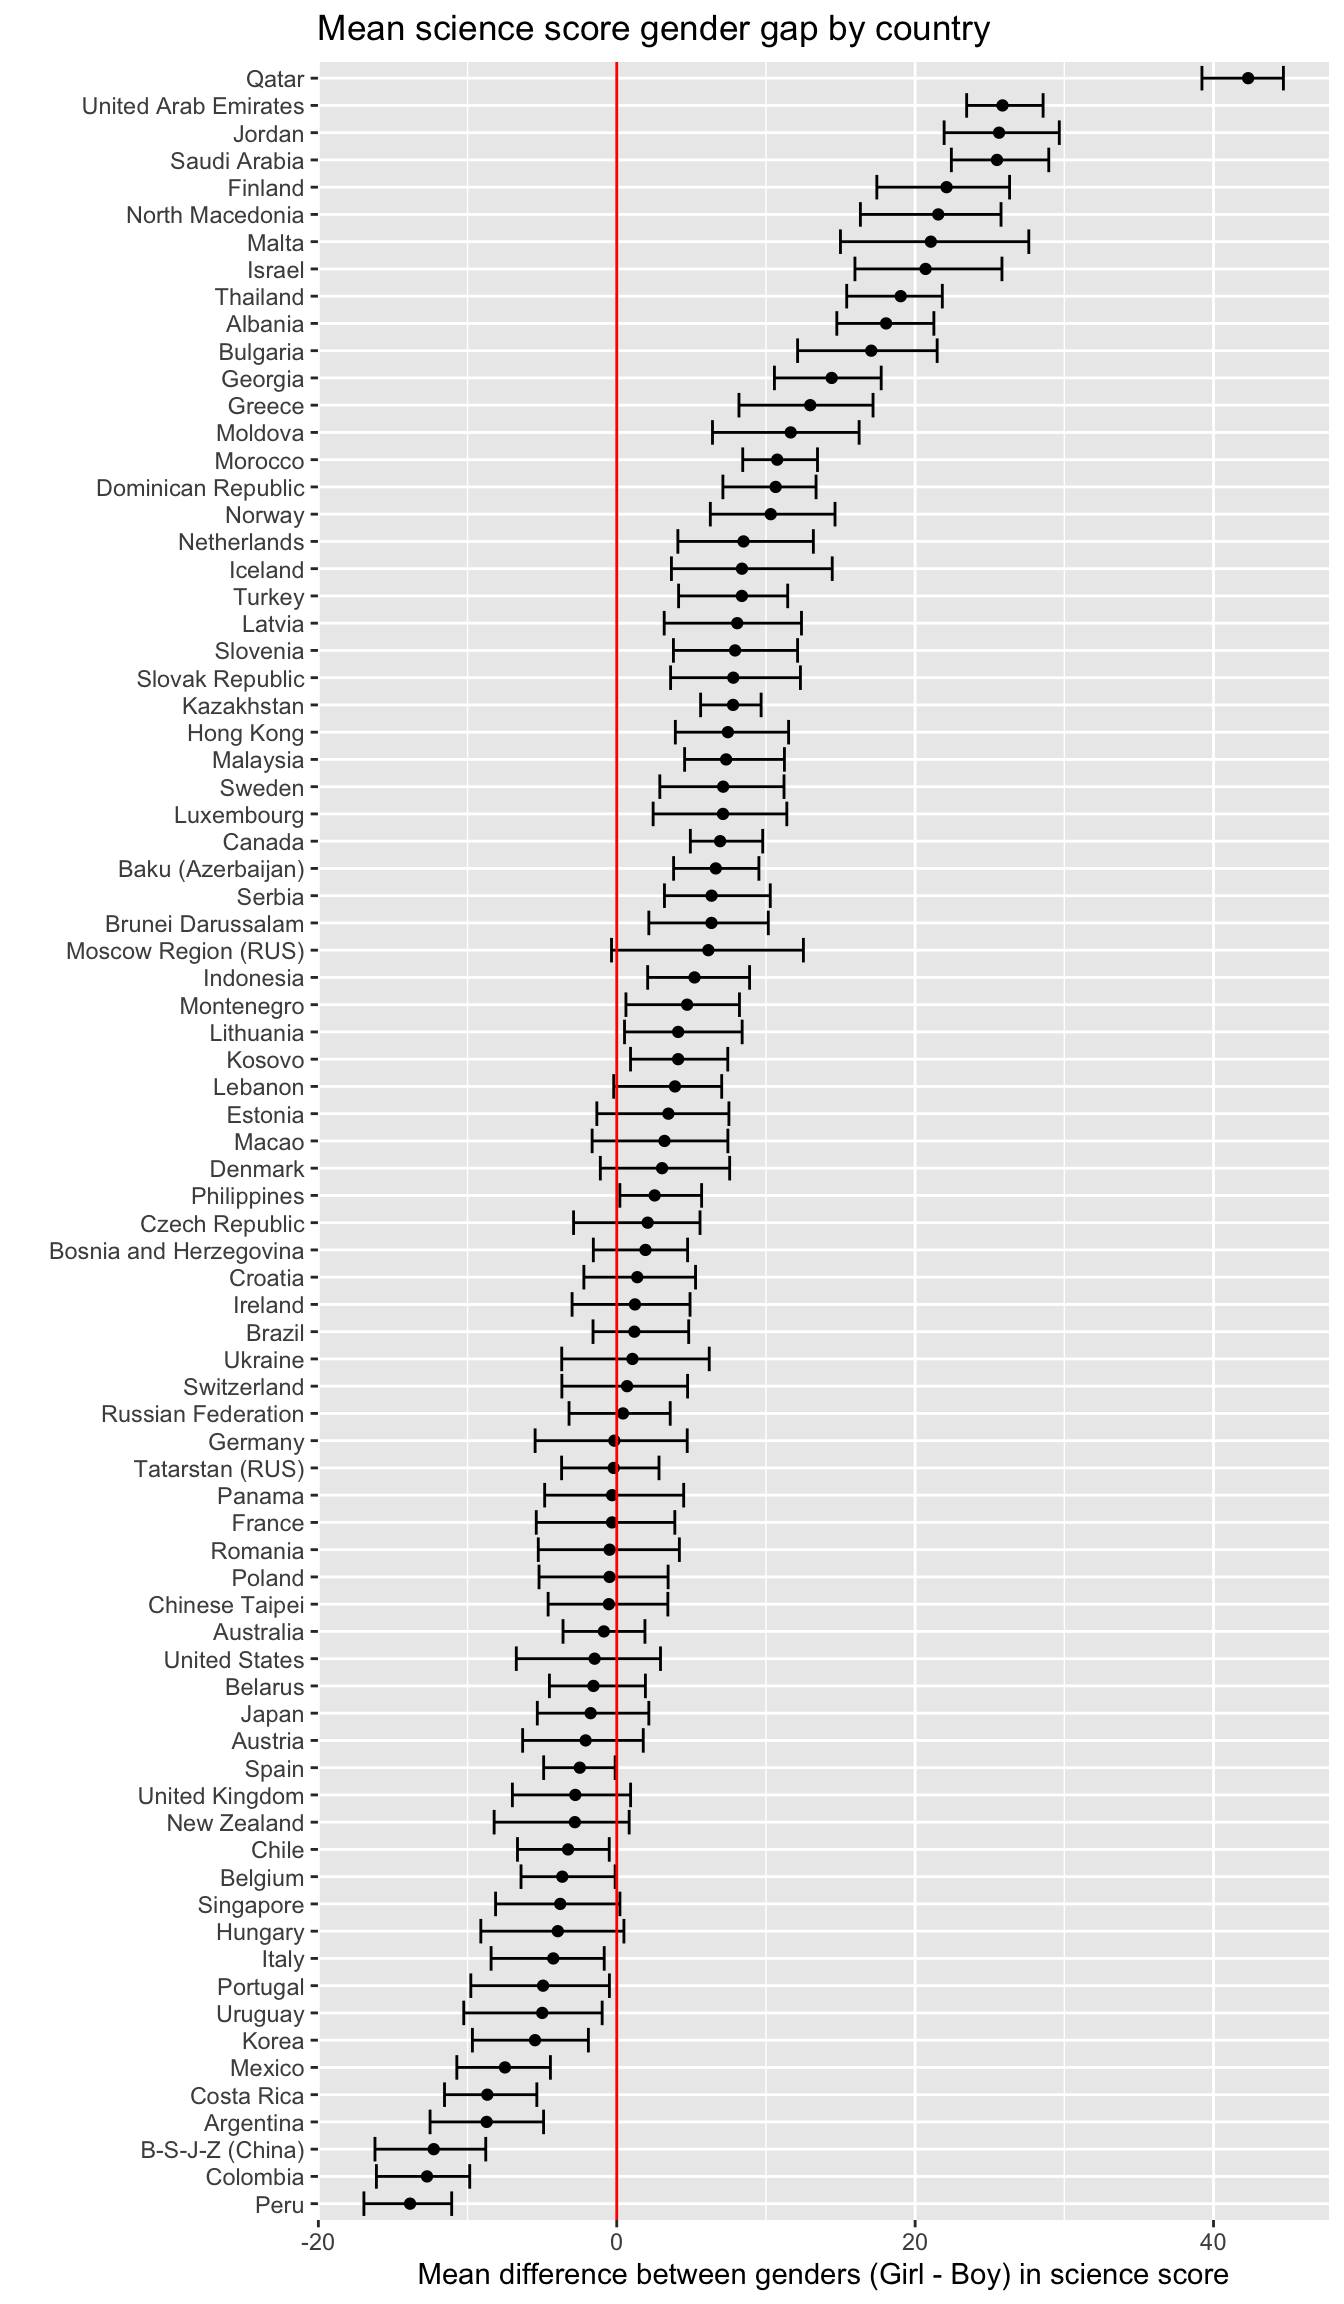 Mean science score gender gap by country
Qatar
United Arab Emirates
Jordan
Saudi Arabia
Finland
North Macedonia
Malta
Israel
Thailand
Albania
Bulgaria
Georgia
Greece
Moldova
Morocco
Dominican Republic
Norway
Netherlands
Iceland
Turkey
Latvia
Slovenia
Slovak Republic
Kazakhstan
Hong Kong
Malaysia
Sweden
Luxembourg
Canada
Baku (Azerbaijan)
Serbia
Brunei Darussalam
Moscow Region (RUS)
Indonesia
Montenegro
Lithuania
Kosovo
Lebanon
Estonia
Macao
Denmark
Philippines
Czech Republic
Bosnia and Herzegovina
Croatia
Ireland
Brazil
Ukraine
Switzerland
Russian Federation
Germany
Tatarstan (RUS)
Panama
France
Romania
Poland
Chinese Taipei
Australia
United States
Belarus
Japan
Austria
Spain
United Kingdom
New Zealand
Chile
Belgium
Singapore
Hungary
Italy
Portugal
Uruguay
Korea
Mexico
Costa Rica
Argentina
B-S-J-Z (China)
Colombia
Peru
-20 0 20 40
Mean difference between genders (Girl - Boy) in science score